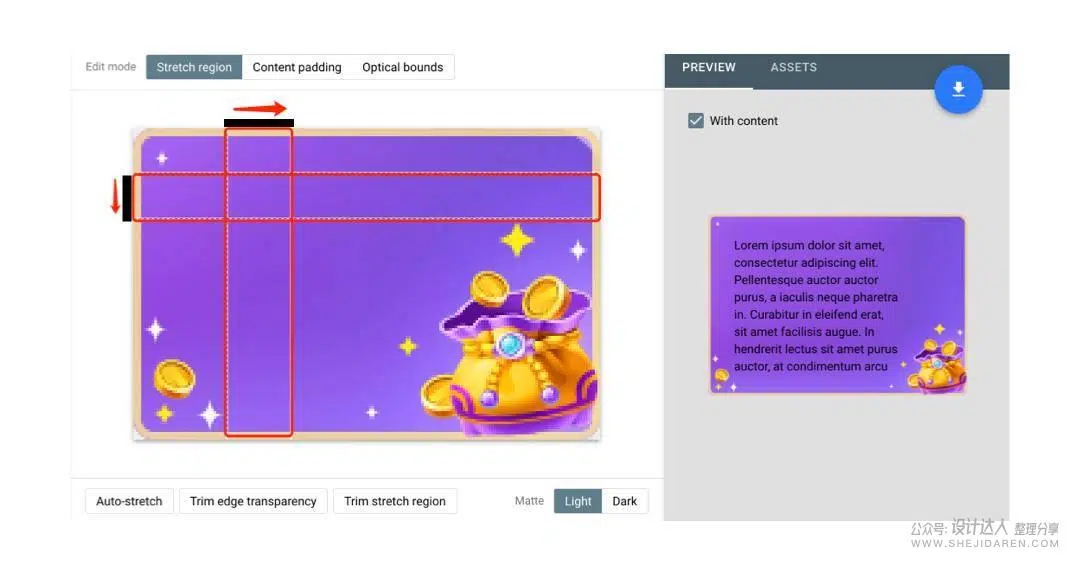 Edit mode Stretch region Content padding Optical bounds
PREVIEW ASSETS
With content
Lorem ipsum dolor sit amet,
consectetur adipiscing elit.
Pellentesque auctor auctor
purus, a iaculis neque pharetra
in. Curabitur in eleifend erat,
sit amet facilisis augue. In
hendrerit lectus sit amet purus
auctor, at condimentum arcu
Auto-stretch Trim edge transparency Trim stretch region Matte Light Dark
公众号: 设计达人 整理分享
WWW.SHEJIDAREN.COM